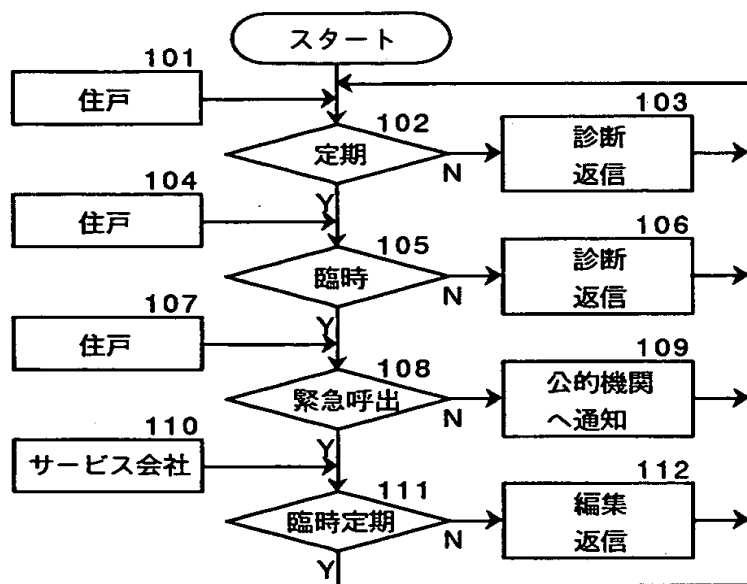 スタート
101
住戸
102
定期
N
Y
103
診断
返信
104
住戸
105
臨時
N
Y
106
診断
返信
107
住戸
108
緊急呼出
N
Y
109
公的機関
へ通知
110
サービス会社
111
臨時定期
N
Y
112
編集
返信